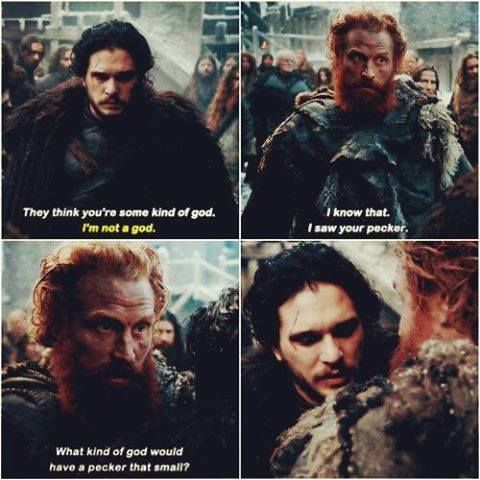 They think you're some kind of god.
I'm not a god.
I know that.
I saw your pecker.
What kind of god would
have a pecker that small?